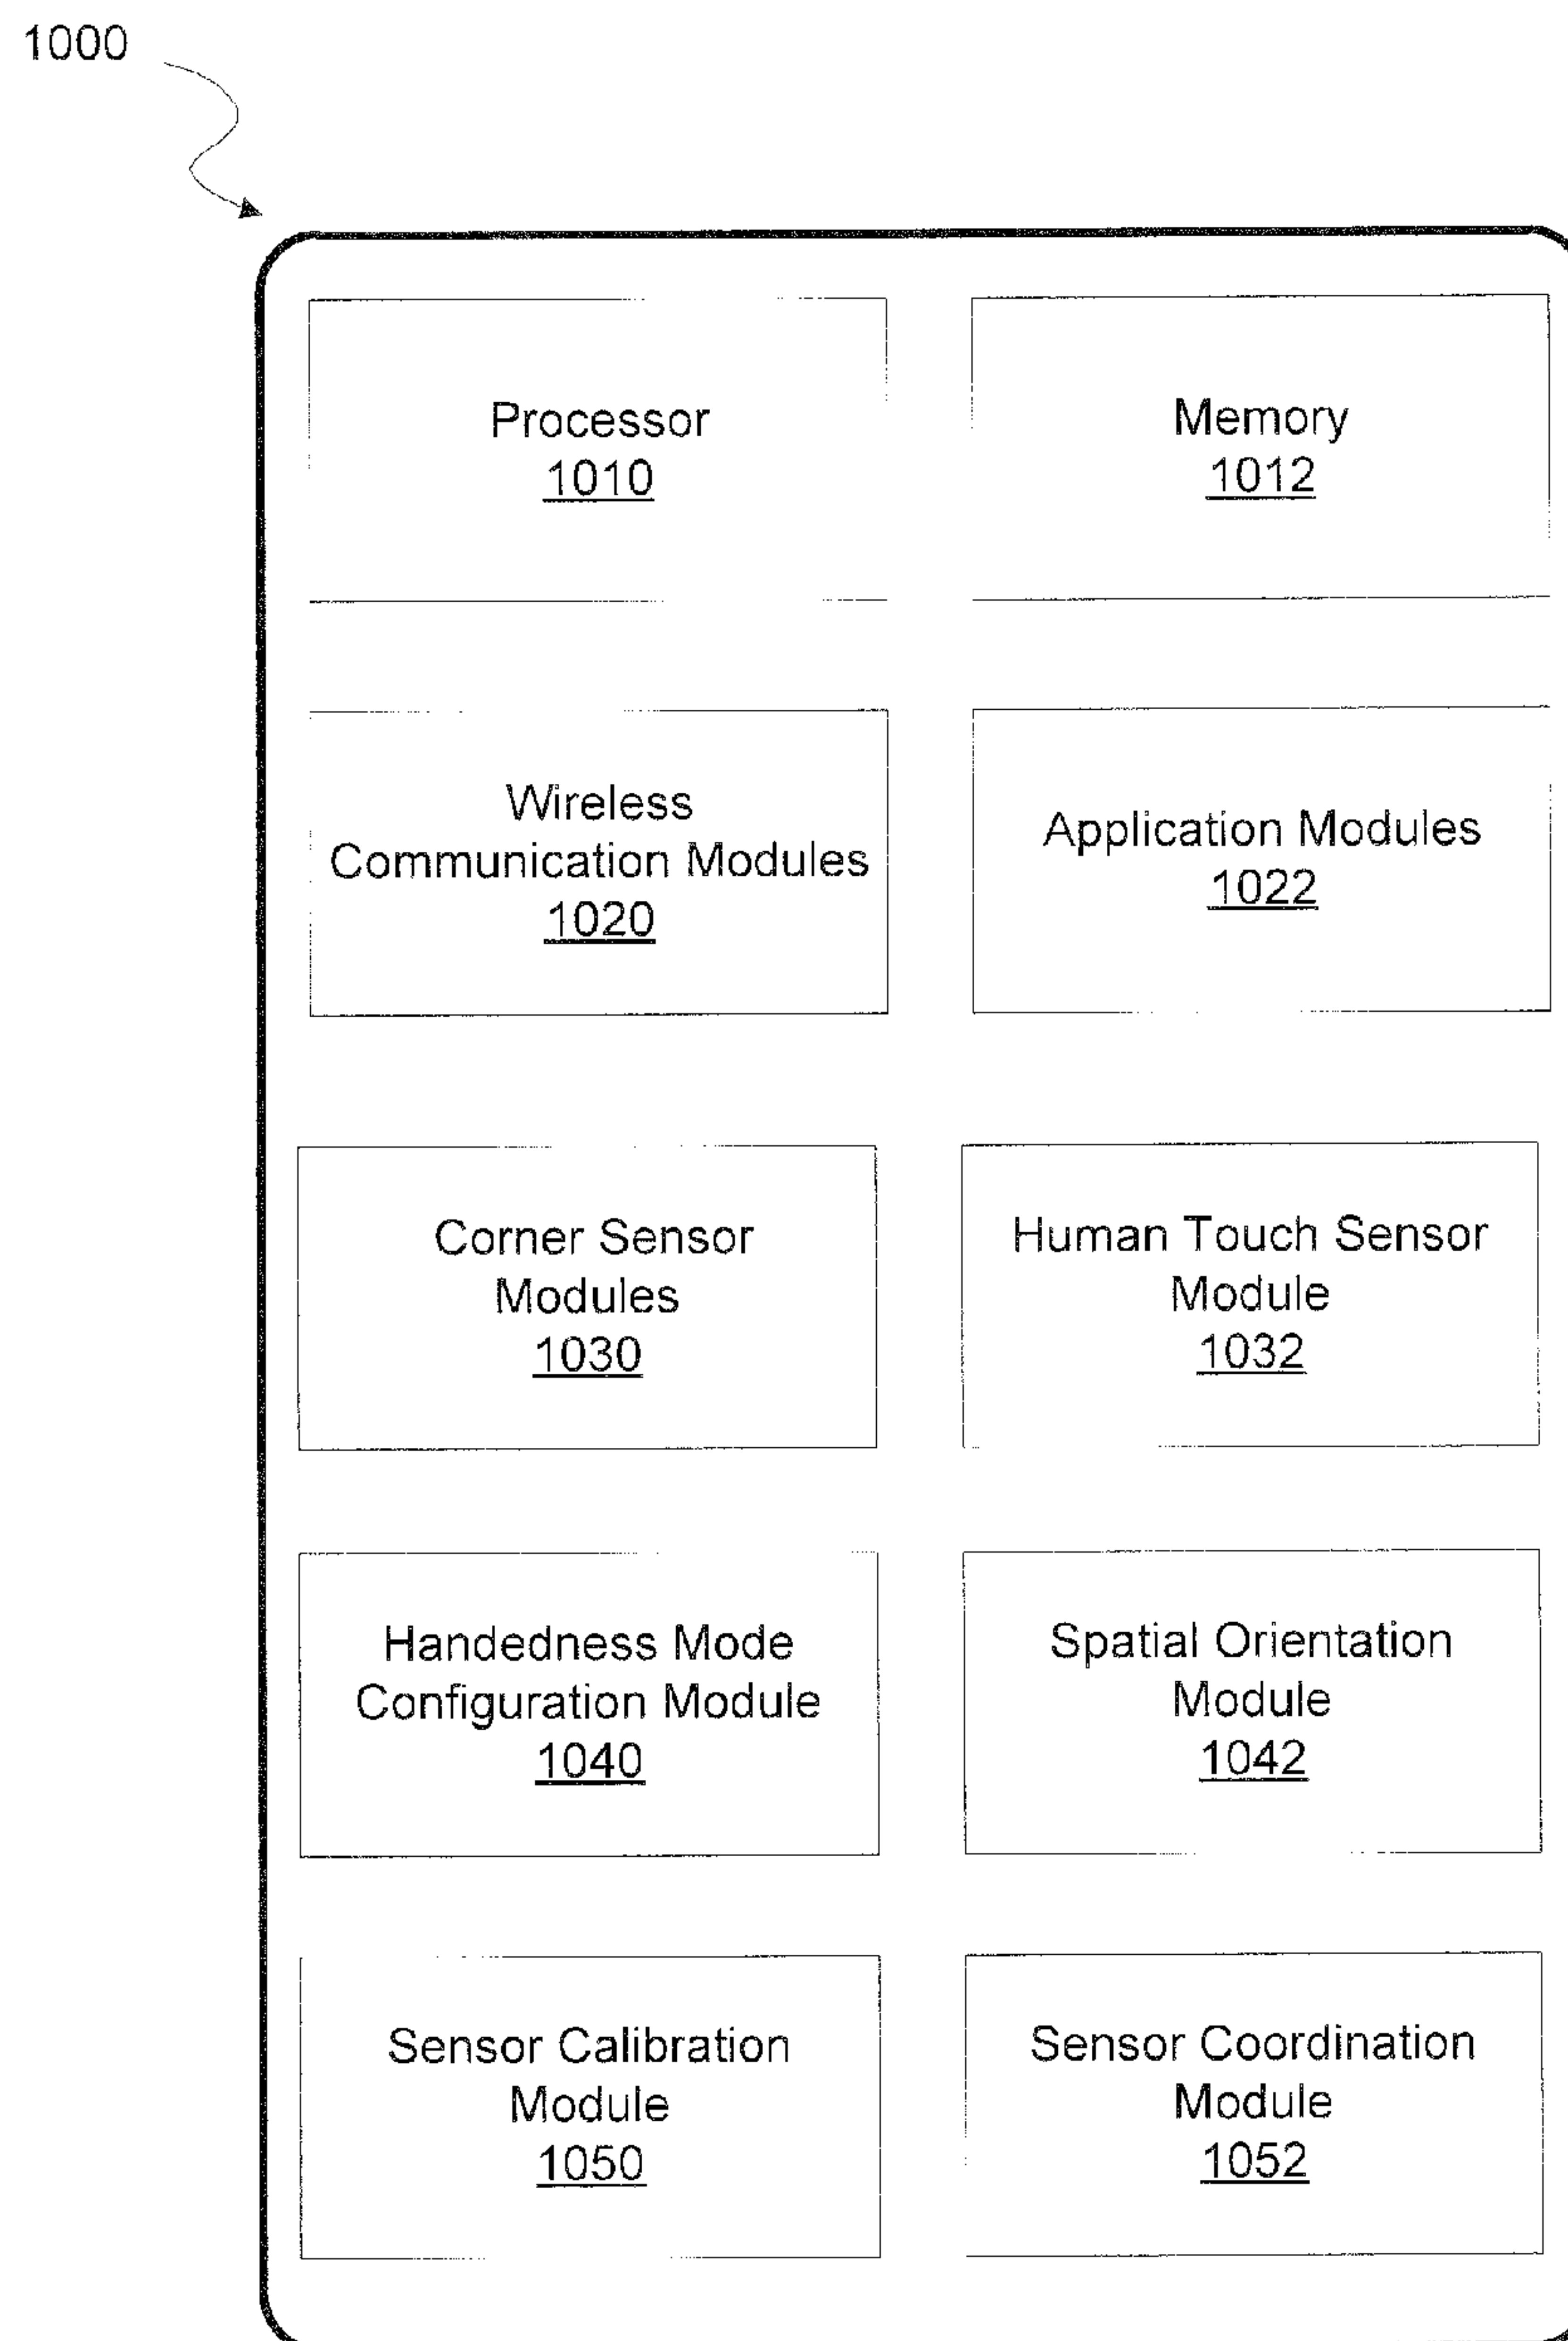 1000
Processor
1010
Memory
1012
Wireless
Communication Modules
1020
Application Modules
1022
Corner Sensor
Modules
1030
Human Touch Sensor
Module
1032
Handedness Mode
Configuration Module
1040
Spatial Orientation
Module
1042
Sensor Calibration
Module
1050
Sensor Coordination
Module
1052